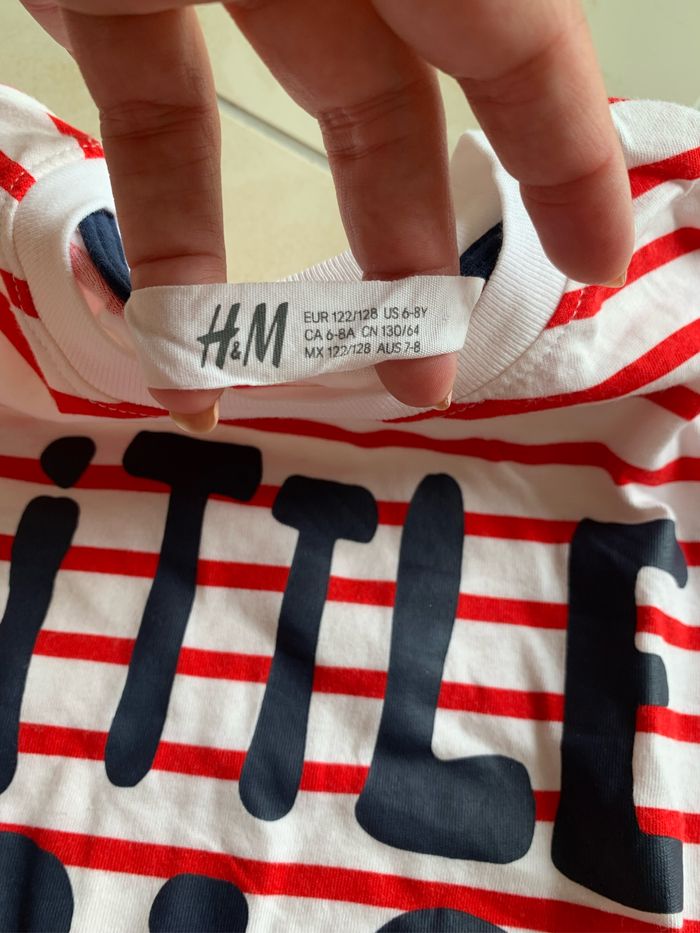 H&M
EUR 122/128 US 6-8Y
CA 6-8A CN 130/64
MX 122/128 AUS 7-8
iTTLE